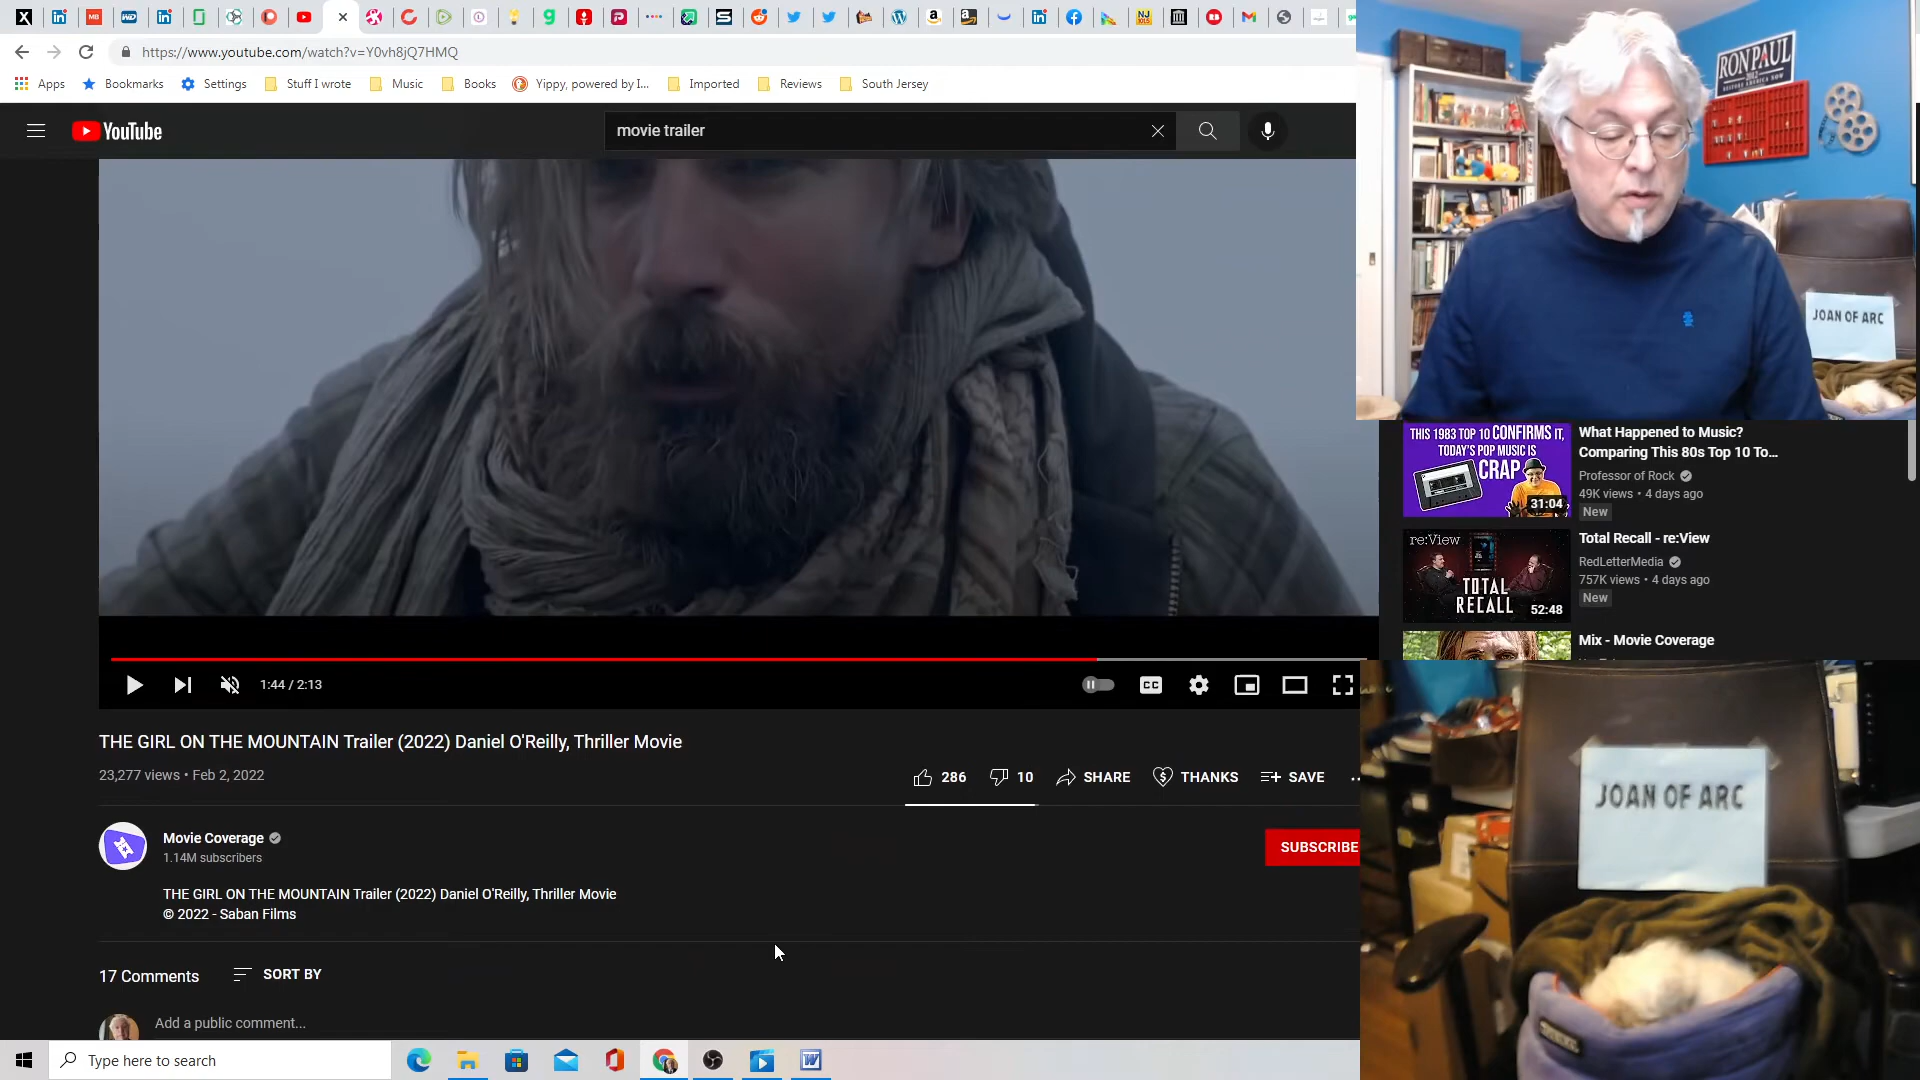 https://www.youtube.com/watch?v=Y0vh8jQ7HMQ
Apps
Bookmarks
Settings
Stuff I wrote
Music
Books
Yippy, powered by I...
Imported
Reviews
South Jersey
YouTube
movie trailer
1:44 / 2:13
CC
THE GIRL ON THE MOUNTAIN Trailer (2022) Daniel O'Reilly, Thriller Movie
23,277 views • Feb 2, 2022
286
10
SHARE
THANKS
SAVE
Movie Coverage
1.14M subscribers
SUBSCRIBE
THE GIRL ON THE MOUNTAIN Trailer (2022) Daniel O'Reilly, Thriller Movie
© 2022 - Saban Films
17 Comments
SORT BY
Add a public comment...
Type here to search
RON PAUL
2012
JOAN OF ARC
THIS 1983 TOP 10 CONFIRMS IT,
TODAY'S POP MUSIC IS
CRAP
31:04
What Happened to Music?
Comparing This 80s Top 10 To...
Professor of Rock
49K views • 4 days ago
New
re:View
TOTAL
RECALL
52:48
Total Recall - re:View
RedLetterMedia
757K views • 4 days ago
New
Mix - Movie Coverage
JOAN OF ARC